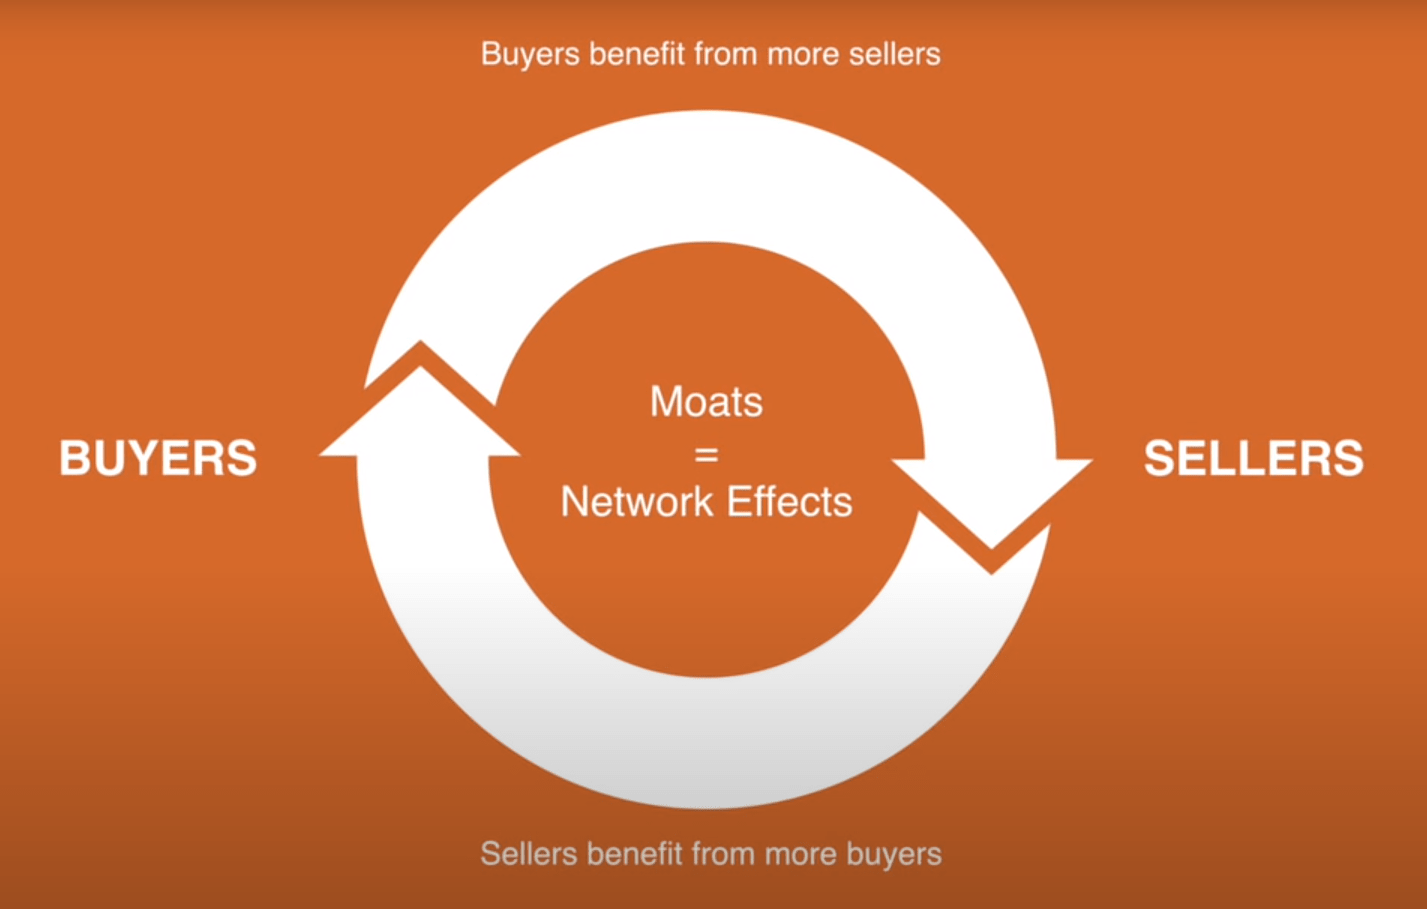 Buyers benefit from more sellers
BUYERS
Moats
=
Network Effects
SELLERS
Sellers benefit from more buyers